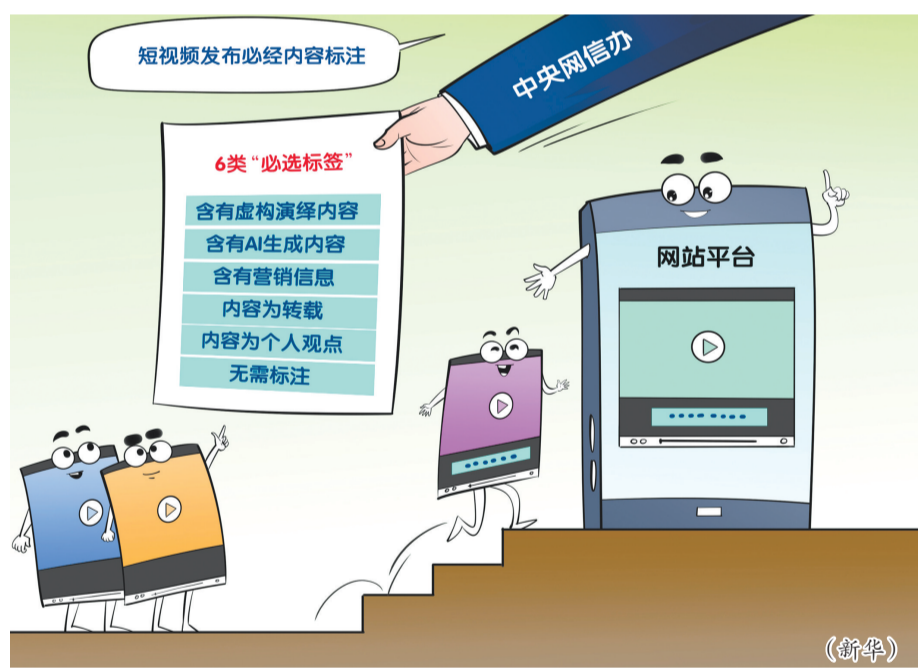 短视频发布必经内容标注
中央网信办
6类“必选标签”
含有虚构演绎内容
含有AI生成内容
含有营销信息
内容为转载
内容为个人观点
无需标注
网站平台
（新华）